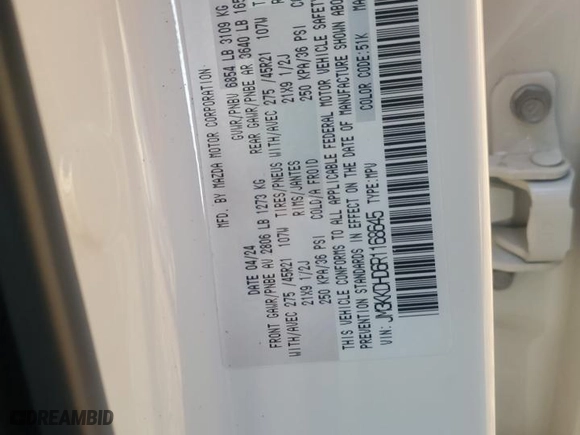 MFD. BY MAZDA MOTOR CORPORATION
DATE 04/24
GVWR/PNBV 6854 LB 3109 KG
FRONT GAWR/PNBE AV 2806 LB 1273 KG
REAR GAWR/PNBE AR 3640 LB 165
WITH/AVEC 275 /45R21 107W TIRES/PNEUS
WITH/AVEC 275 /45R21 107W T
21X9 1/2J RIMS/JANTES
21X9 1/2J
250 KPA/36 PSI COLD/A FROID
250 KPA/36 PSI
THIS VEHICLE CONFORMS TO ALL APPLICABLE FEDERAL MOTOR VEHICLE SAFETY
PREVENTION STANDARDS IN EFFECT ON THE DATE OF MANUFACTURE SHOWN ABO
VIN: JM3KKDHD6R1168645 TYPE:MPV
COLOR CODE:51K
IDREAMBID